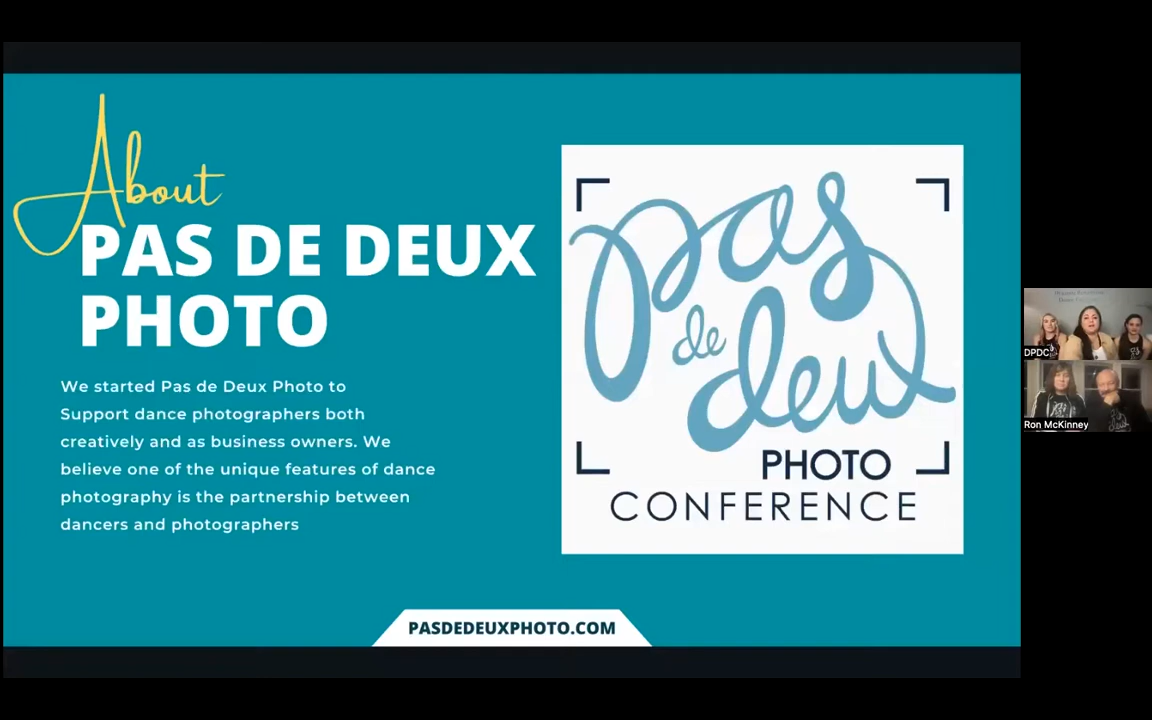 About
PAS DE DEUX
PHOTO
We started Pas de Deux Photo to
Support dance photographers both
creatively and as business owners. We
believe one of the unique features of dance
photography is the partnership between
dancers and photographers
pas
de
deux
PHOTO
CONFERENCE
PASDEDEUXPHOTO.COM
DPDC
Ron McKinney